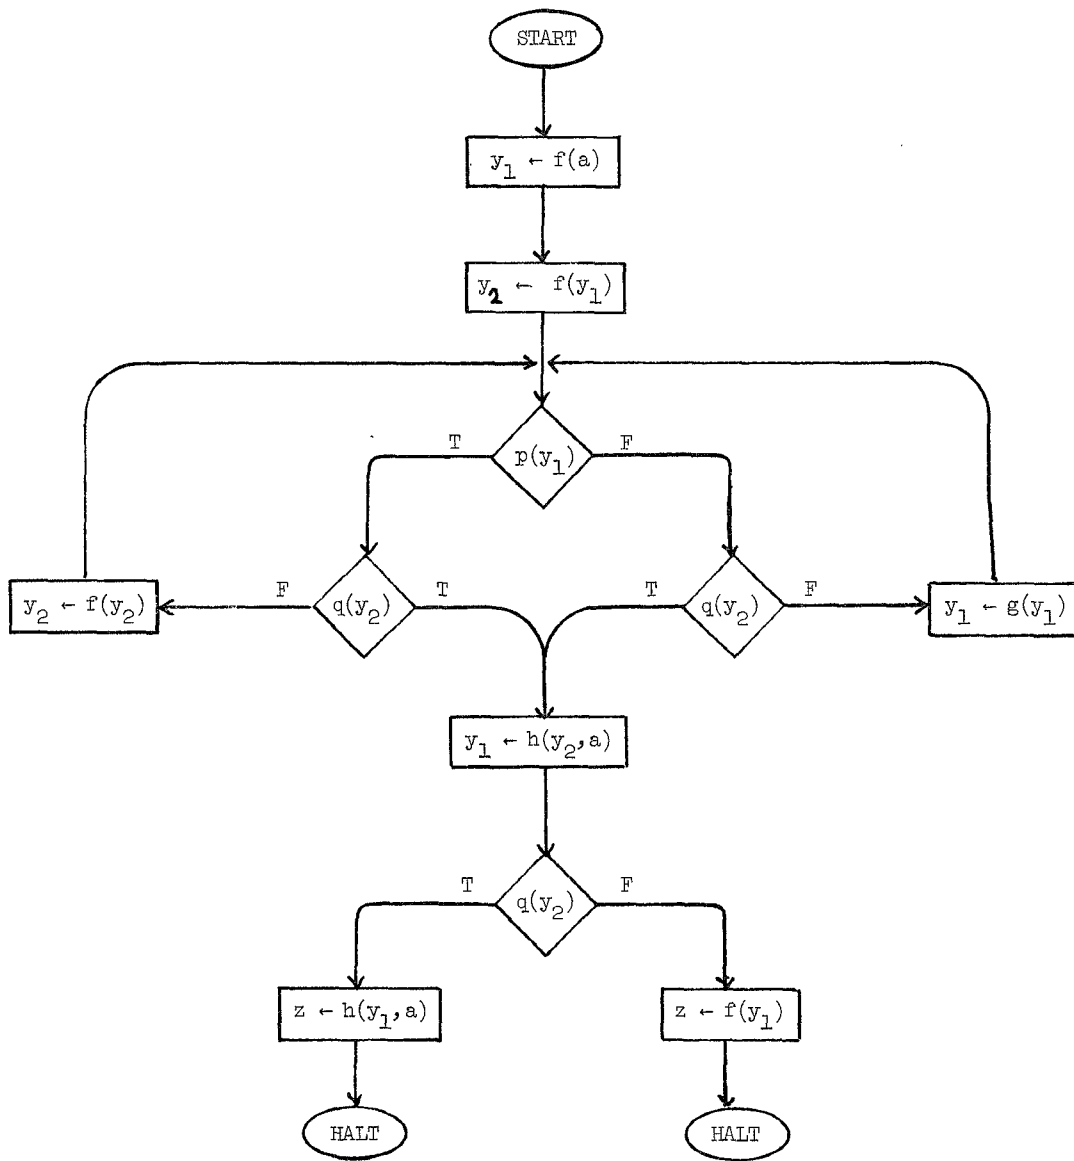 START
y₁ ← f(a)
y₂ ← f(y₁)
T
F
p(y₁)
y₂ ← f(y₂)
F
q(y₂)
T
T
q(y₂)
F
y₁ ← g(y₁)
y₁ ← h(y₂,a)
T
F
q(y₂)
z ← h(y₁,a)
z ← f(y₁)
HALT
HALT